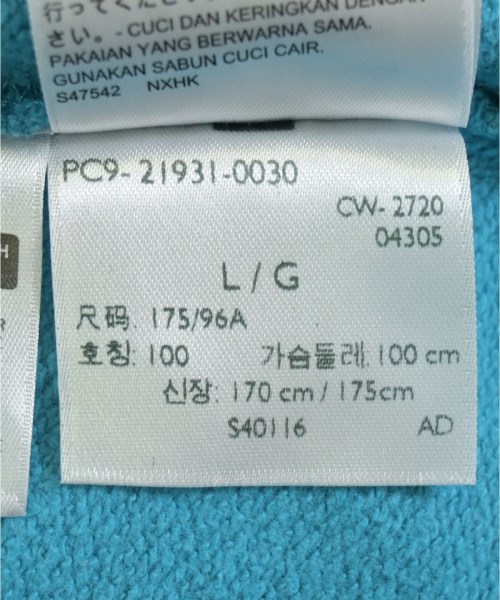 行ってください
さい。- CUCI DAN KERINGKAN DENGAN
PAKAIAN YANG BERWARNA SAMA.
GUNAKAN SABUN CUCI CAIR.
S47542 NXHK
PC9- 21931-0030
CW- 2720
04305
L / G
尺码: 175/96A
호칭: 100 가슴둘레: 100 cm
신장: 170 cm / 175cm
S40116 AD
H
R